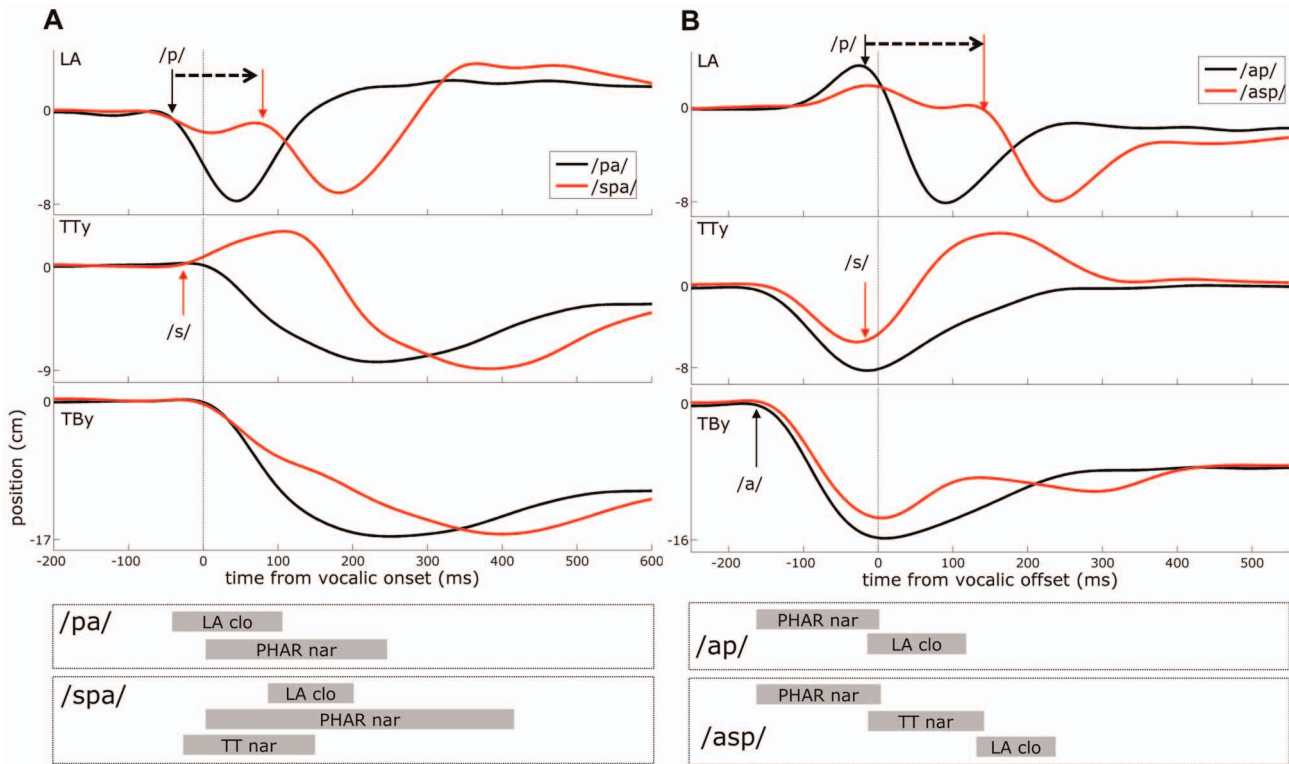 A
LA
/p/
0
-8
/pa/
/spa/
TTy
0
/s/
-9
TBy
0
-17
position (cm)
-200 -100 0 100 200 300 400 500 600
time from vocalic onset (ms)
/pa/
LA clo
PHAR nar
/spa/
LA clo
PHAR nar
TT nar
B
LA
/p/
0
-8
/ap/
/asp/
TTy
0
/s/
-8
TBy
0
/a/
-16
-200 -100 0 100 200 300 400 500
time from vocalic offset (ms)
/ap/
PHAR nar
LA clo
/asp/
PHAR nar
TT nar
LA clo